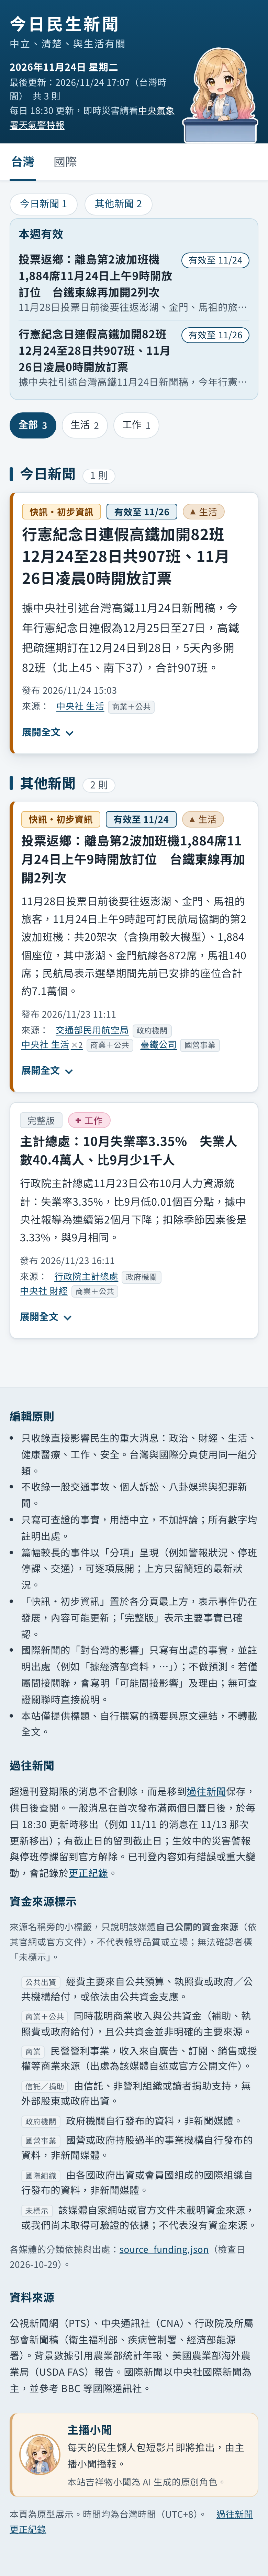 今日民生新聞
中立、清楚、與生活有關
2026年11月24日 星期二
最後更新：2026/11/24 17:07（台灣時
間） 共 3 則
每日 18:30 更新，即時災害請看中央氣象
署天氣警特報
台灣 國際
今日新聞 1 其他新聞 2
本週有效
投票返鄉：離島第2波加班機
1,884席11月24日上午9時開放
訂位　台鐵東線再加開2列次
有效至 11/24
11月28日投票日前後要往返澎湖、金門、馬祖的旅…
行憲紀念日連假高鐵加開82班
12月24至28日共907班、11月
26日凌晨0時開放訂票
有效至 11/26
據中央社引述台灣高鐵11月24日新聞稿，今年行憲…
全部 3 生活 2 工作 1
今日新聞 1 則
快訊・初步資訊 有效至 11/26 ▲ 生活
行憲紀念日連假高鐵加開82班
12月24至28日共907班、11月
26日凌晨0時開放訂票
據中央社引述台灣高鐵11月24日新聞稿，今
年行憲紀念日連假為12月25日至27日，高鐵
把疏運期訂在12月24日到28日，5天內多開
82班（北上45、南下37），合計907班。
發布 2026/11/24 15:03
來源： 中央社 生活 商業＋公共
展開全文
其他新聞 2 則
快訊・初步資訊 有效至 11/24 ▲ 生活
投票返鄉：離島第2波加班機1,884席11
月24日上午9時開放訂位　台鐵東線再加
開2列次
11月28日投票日前後要往返澎湖、金門、馬祖的
旅客，11月24日上午9時起可訂民航局協調的第2
波加班機：共20架次（含換用較大機型）、1,884
個座位，其中澎湖、金門航線各872席，馬祖140
席；民航局表示選舉期間先前已安排的座位合計
約7.1萬個。
發布 2026/11/23 11:11
來源： 交通部民用航空局 政府機關
中央社 生活 ×2 商業＋公共 臺鐵公司 國營事業
展開全文
完整版 ✚ 工作
主計總處：10月失業率3.35%　失業人
數40.4萬人、比9月少1千人
行政院主計總處11月23日公布10月人力資源統
計：失業率3.35%，比9月低0.01個百分點，據中
央社報導為連續第2個月下降；扣除季節因素後是
3.33%，與9月相同。
發布 2026/11/23 16:11
來源： 行政院主計總處 政府機關
中央社 財經 商業＋公共
展開全文
編輯原則
• 只收錄直接影響民生的重大消息：政治、財經、生活、
健康醫療、工作、安全。台灣與國際分頁使用同一組分
類。
• 不收錄一般交通事故、個人訴訟、八卦娛樂與犯罪新
聞。
• 只寫可查證的事實，用語中立，不加評論；所有數字均
註明出處。
• 篇幅較長的事件以「分項」呈現（例如警報狀況、停班
停課、交通），可逐項展開；上方只留簡短的最新狀
況。
• 「快訊・初步資訊」置於各分頁最上方，表示事件仍在
發展，內容可能更新；「完整版」表示主要事實已確
認。
• 國際新聞的「對台灣的影響」只寫有出處的事實，並註
明出處（例如「據經濟部資料，…」）；不做預測。若僅
屬間接關聯，會寫明「可能間接影響」及理由；無可查
證關聯時直接說明。
• 本站僅提供標題、自行撰寫的摘要與原文連結，不轉載
全文。
過往新聞
超過刊登期限的消息不會刪除，而是移到過往新聞保存，
供日後查閱。一般消息在首次發布滿兩個日曆日後，於每
日 18:30 更新時移出（例如 11/11 的消息在 11/13 那次
更新移出）；有截止日的留到截止日；生效中的災害警報
與停班停課留到官方解除。已刊登內容如有錯誤或重大變
動，會記錄於更正紀錄。
資金來源標示
來源名稱旁的小標籤，只說明該媒體自己公開的資金來源（依
其官網或官方文件），不代表報導品質或立場；無法確認者標
「未標示」。
公共出資 經費主要來自公共預算、執照費或政府／公
共機構給付，或依法由公共資金支應。
商業＋公共 同時載明商業收入與公共資金（補助、執
照費或政府給付），且公共資金並非明確的主要來源。
商業 民營營利事業，收入來自廣告、訂閱、銷售或授
權等商業來源（出處為該媒體自述或官方公開文件）。
信託／捐助 由信託、非營利組織或讀者捐助支持，無
外部股東或政府出資。
政府機關 政府機關自行發布的資料，非新聞媒體。
國營事業 國營或政府持股過半的事業機構自行發布的
資料，非新聞媒體。
國際組織 由各國政府出資或會員國組成的國際組織自
行發布的資料，非新聞媒體。
未標示 該媒體自家網站或官方文件未載明資金來源，
或我們尚未取得可驗證的依據；不代表沒有資金來源。
各媒體的分類依據與出處：source_funding.json（檢查日
2026-10-29）。
資料來源
公視新聞網（PTS）、中央通訊社（CNA）、行政院及所屬
部會新聞稿（衛生福利部、疾病管制署、經濟部能源
署）。背景數據引用農業部統計年報、美國農業部海外農
業局（USDA FAS）報告。國際新聞以中央社國際新聞為
主，並參考 BBC 等國際通訊社。
主播小聞
每天的民生懶人包短影片即將推出，由主
播小聞播報。
本站吉祥物小聞為 AI 生成的原創角色。
本頁為原型展示。時間均為台灣時間（UTC+8）。 過往新聞
更正紀錄